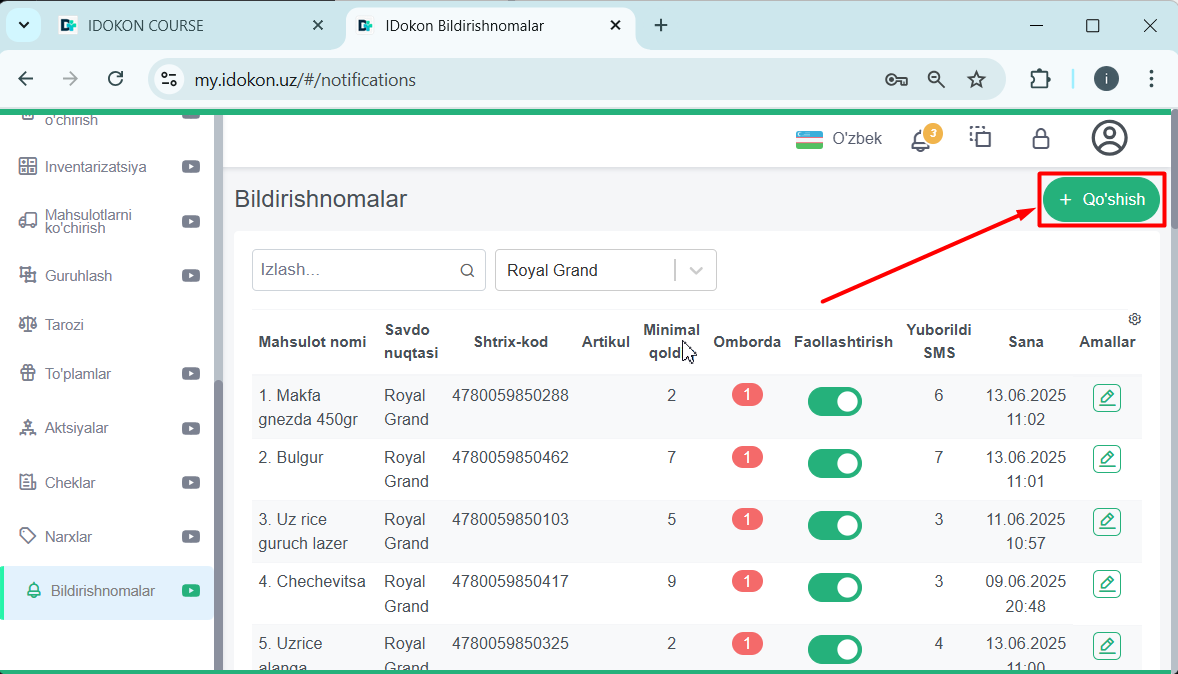 IDOKON COURSE
IDokon Bildirishnomalar
my.idokon.uz/#/notifications
i
o'chirish
Inventarizatsiya
Mahsulotlarni
ko'chirish
Guruhlash
Tarozi
To'plamlar
Aktsiyalar
Cheklar
Narxlar
Bildirishnomalar
O'zbek
3
Bildirishnomalar
+ Qo'shish
Izlash...
Royal Grand
Mahsulot nomi
Savdo
nuqtasi
Shtrix-kod
Artikul
Minimal
Omborda
Faollashtirish
Yuborildi
SMS
Sana
Amallar
1. Makfa
gnezda 450gr
Royal
Grand
4780059850288
2
1
6
13.06.2025
11:02
2. Bulgur
Royal
Grand
4780059850462
7
1
7
13.06.2025
11:01
3. Uz rice
guruch lazer
Royal
Grand
4780059850103
5
1
3
11.06.2025
10:57
4. Chechevitsa
Royal
Grand
4780059850417
9
1
3
09.06.2025
20:48
5. Uzrice
alanga
Royal
Grand
4780059850325
2
1
4
13.06.2025
11:00